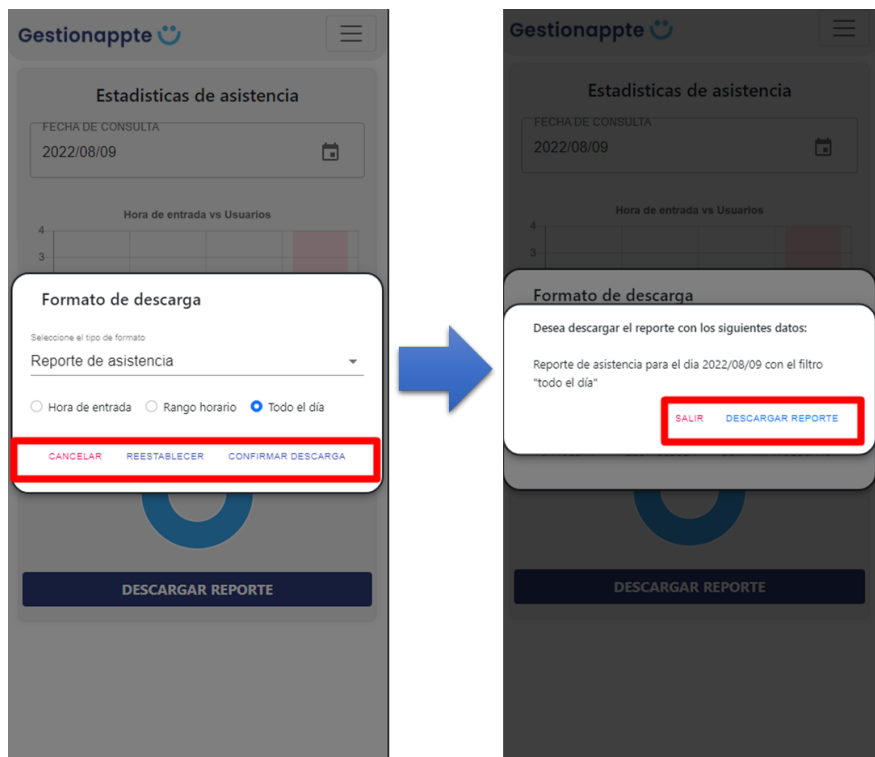 Gestionappte
Estadisticas de asistencia
FECHA DE CONSULTA
2022/08/09
Hora de entrada vs Usuarios
4
3
Formato de descarga
Seleccione el tipo de formato
Reporte de asistencia
Hora de entrada Rango horario Todo el día
CANCELAR REESTABLECER CONFIRMAR DESCARGA
DESCARGAR REPORTE
Gestionappte
Estadisticas de asistencia
FECHA DE CONSULTA
2022/08/09
Hora de entrada vs Usuarios
4
3
Formato de descarga
Desea descargar el reporte con los siguientes datos:
Reporte de asistencia para el dia 2022/08/09 con el filtro
"todo el día"
SALIR DESCARGAR REPORTE
DESCARGAR REPORTE